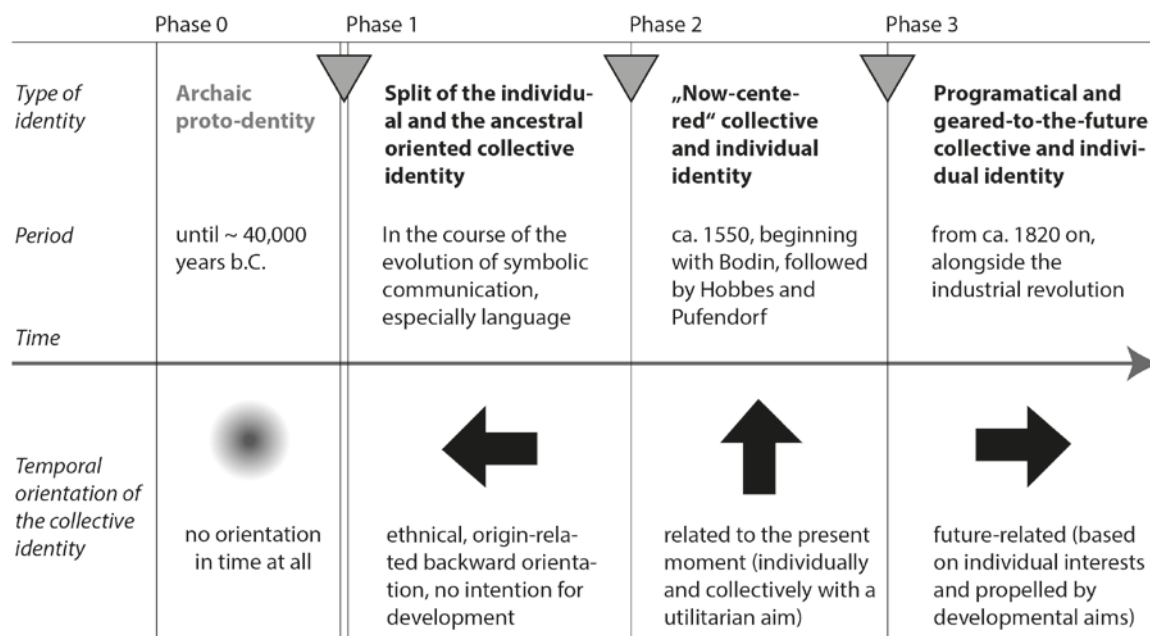 Phase 0
Phase 1
Phase 2
Phase 3
Type of
identity
Archaic
proto-dentity
Split of the individu-
al and the ancestral
oriented collective
identity
„Now-cente-
red“ collective
and individual
identity
Programatical and
geared-to-the-future
collective and indivi-
dual identity
Period
until ~ 40,000
years b.C.
In the course of the
evolution of symbolic
communication,
especially language
ca. 1550, beginning
with Bodin, followed
by Hobbes and
Pufendorf
from ca. 1820 on,
alongside the
industrial revolution
Time
Temporal
orientation of
the collective
identity
no orientation
in time at all
ethnical, origin-rela-
ted backward orienta-
tion, no intention for
development
related to the present
moment (individually
and collectively with a
utilitarian aim)
future-related (based
on individual interests
and propelled by
developmental aims)